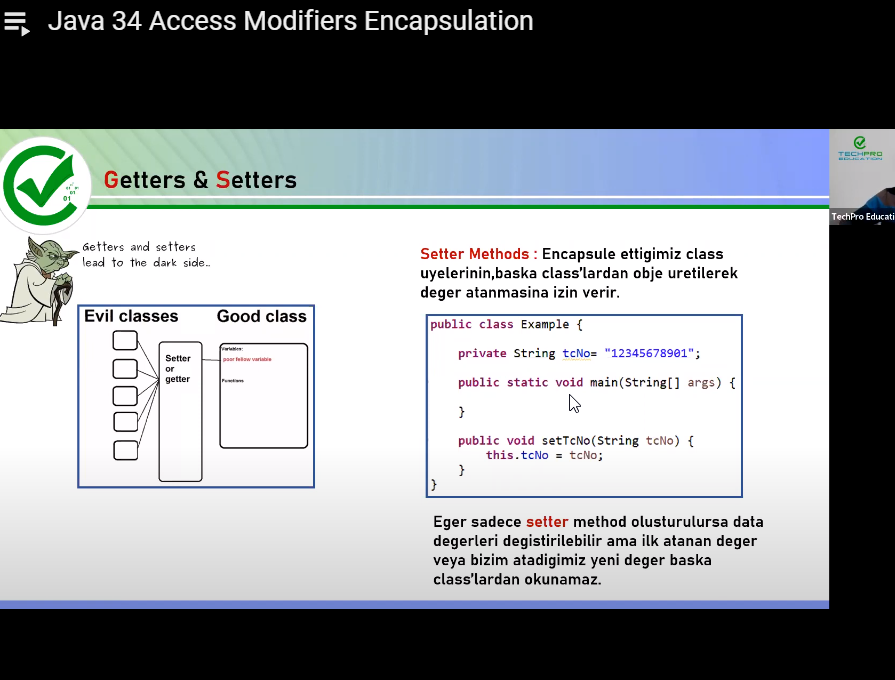 Java 34 Access Modifiers Encapsulation
TECHPRO
EDUCATION
TechPro Educati
Getters & Setters
Getters and setters
lead to the dark side...
Evil classes
Good class
Setter
or
getter
Variables:
poor fellow variable
Functions
Setter Methods : Encapsule ettigimiz class
uyelerinin,baska class'lardan obje uretilerek
deger atanmasina izin verir.
public class Example {
private String tcNo= "12345678901";
public static void main(String[] args) {
}
public void setTcNo(String tcNo) {
this.tcNo = tcNo;
}
}
Eger sadece setter method olusturulursa data
degerleri degistirilebilir ama ilk atanan deger
veya bizim atadigimiz yeni deger baska
class'lardan okunamaz.